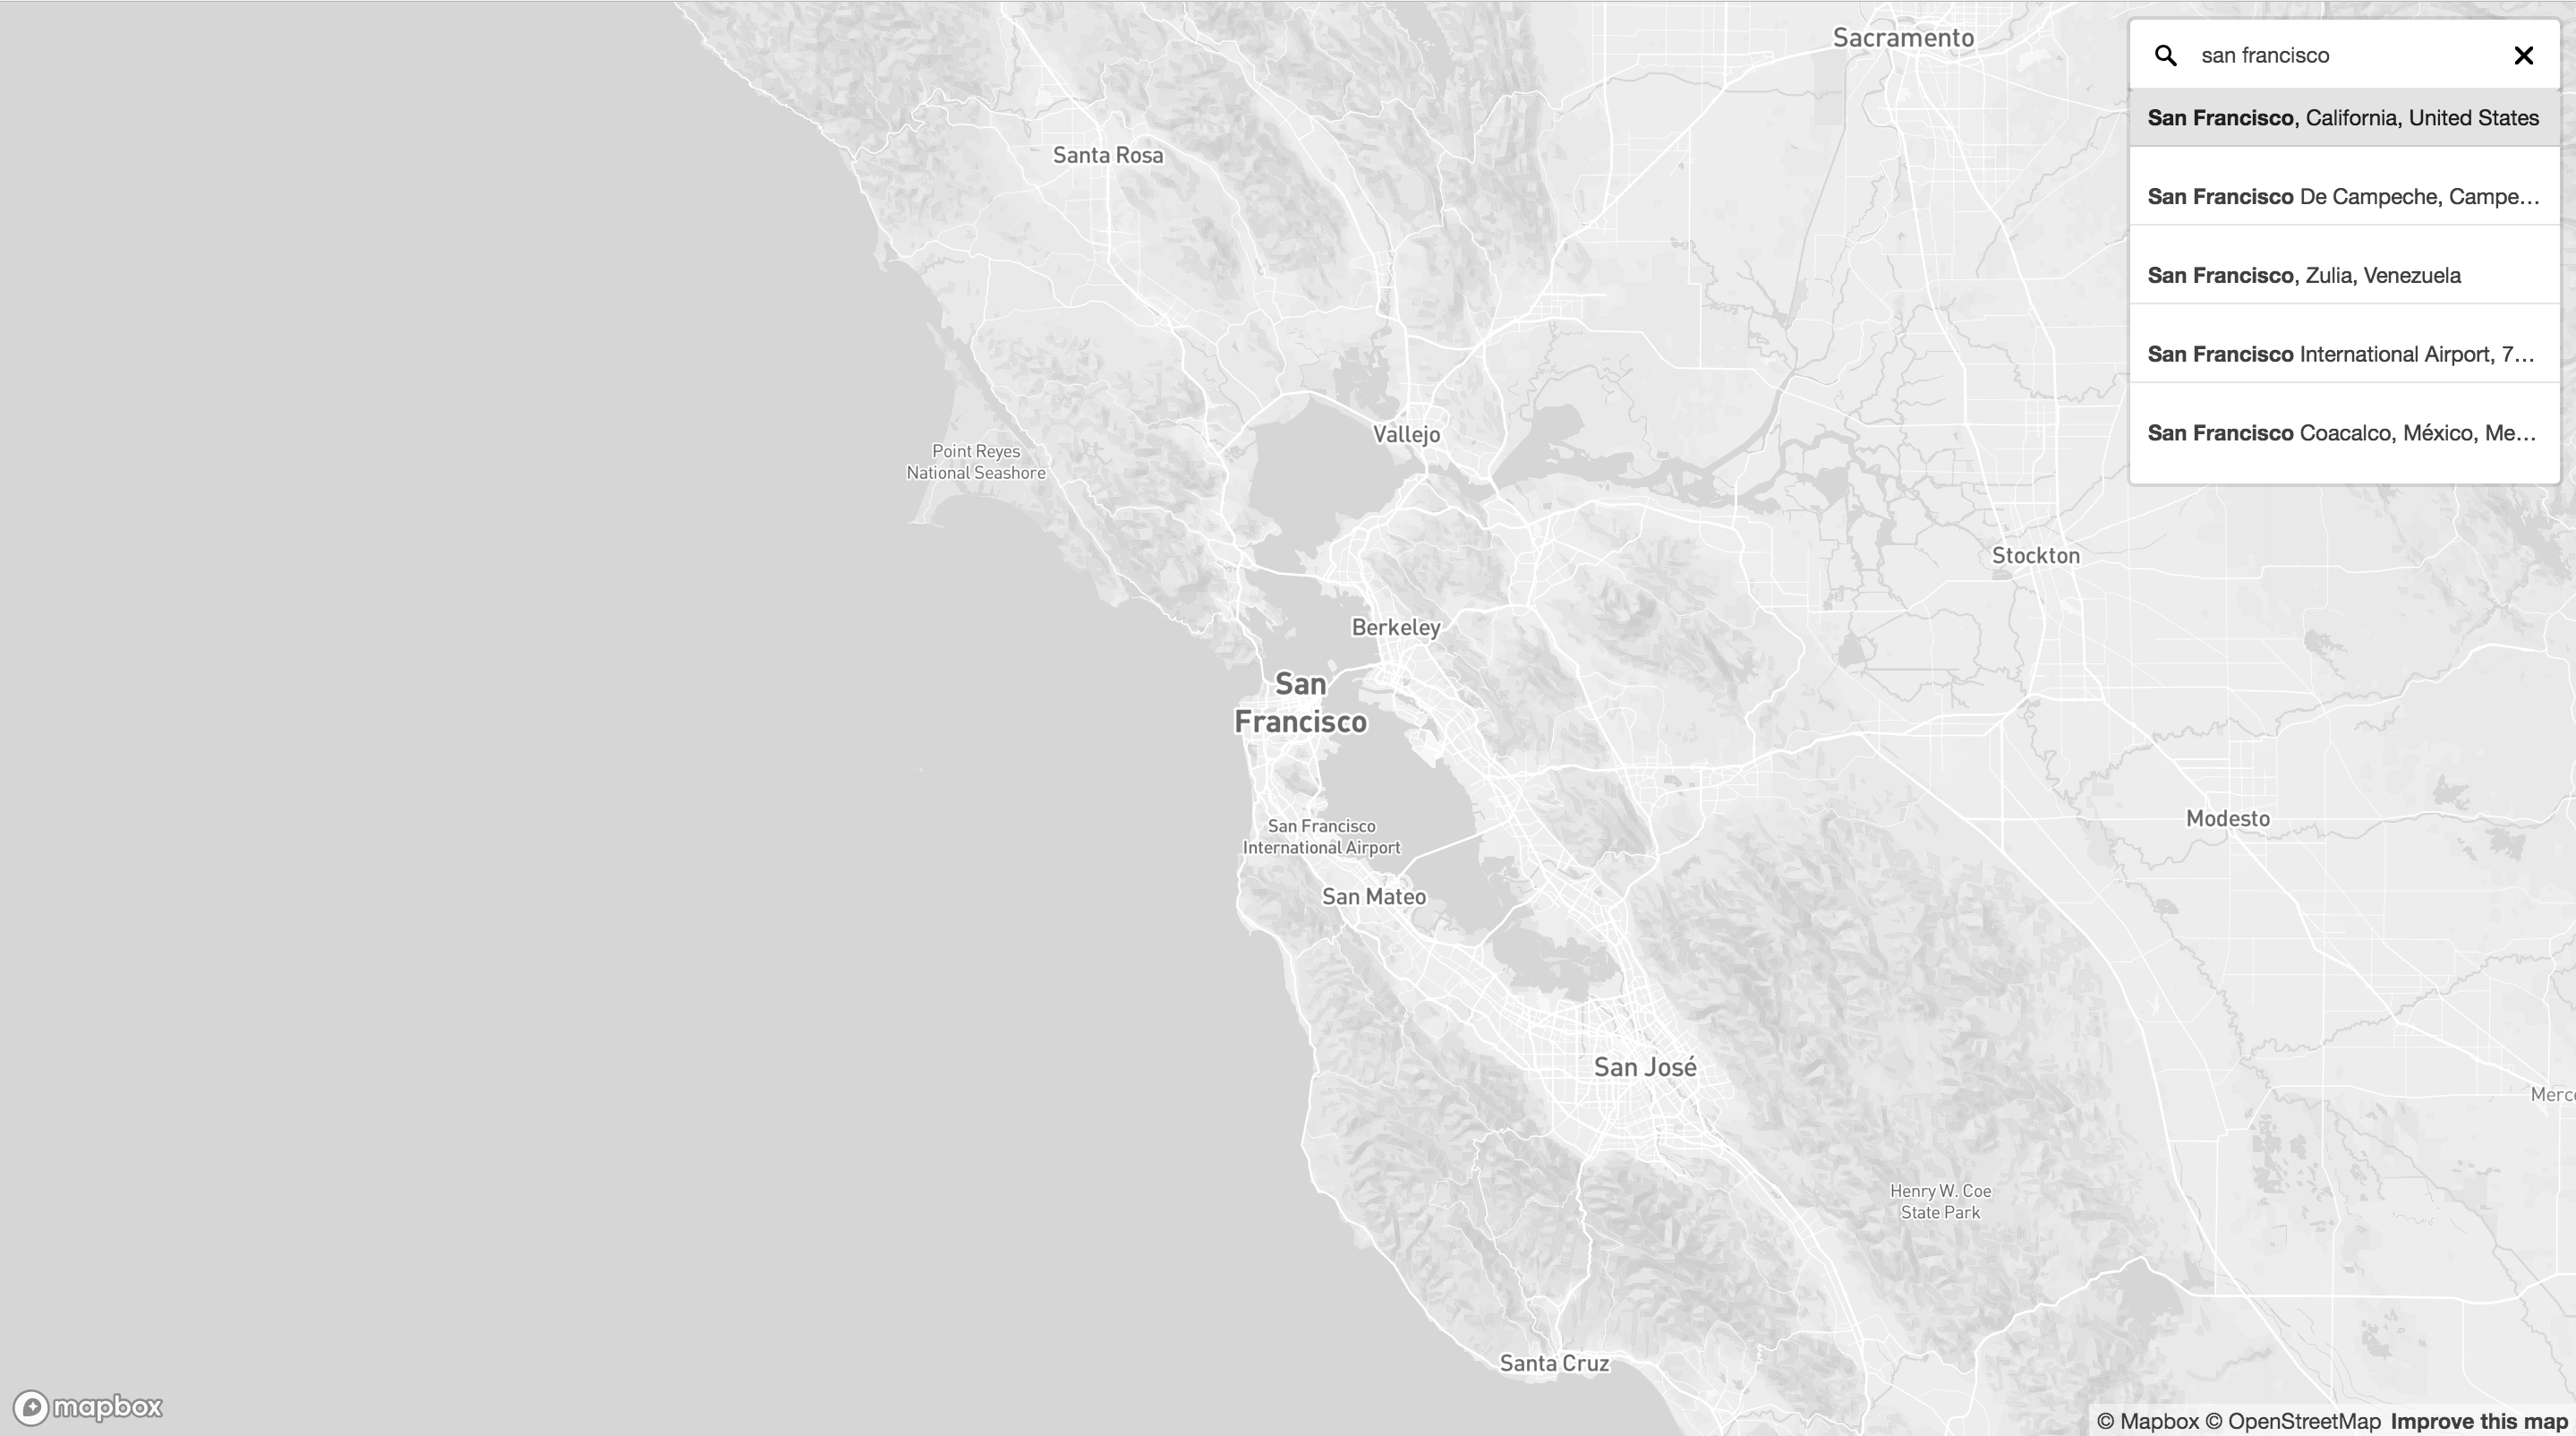 Sacramento
san francisco
San Francisco, California, United States
San Francisco De Campeche, Campe…
San Francisco, Zulia, Venezuela
San Francisco International Airport, 7…
San Francisco Coacalco, México, Me…
Santa Rosa
Vallejo
Point Reyes
National Seashore
Stockton
Berkeley
San
Francisco
Modesto
San Francisco
International Airport
San Mateo
San José
Merc
Henry W. Coe
State Park
Santa Cruz
mapbox
© Mapbox © OpenStreetMap Improve this map